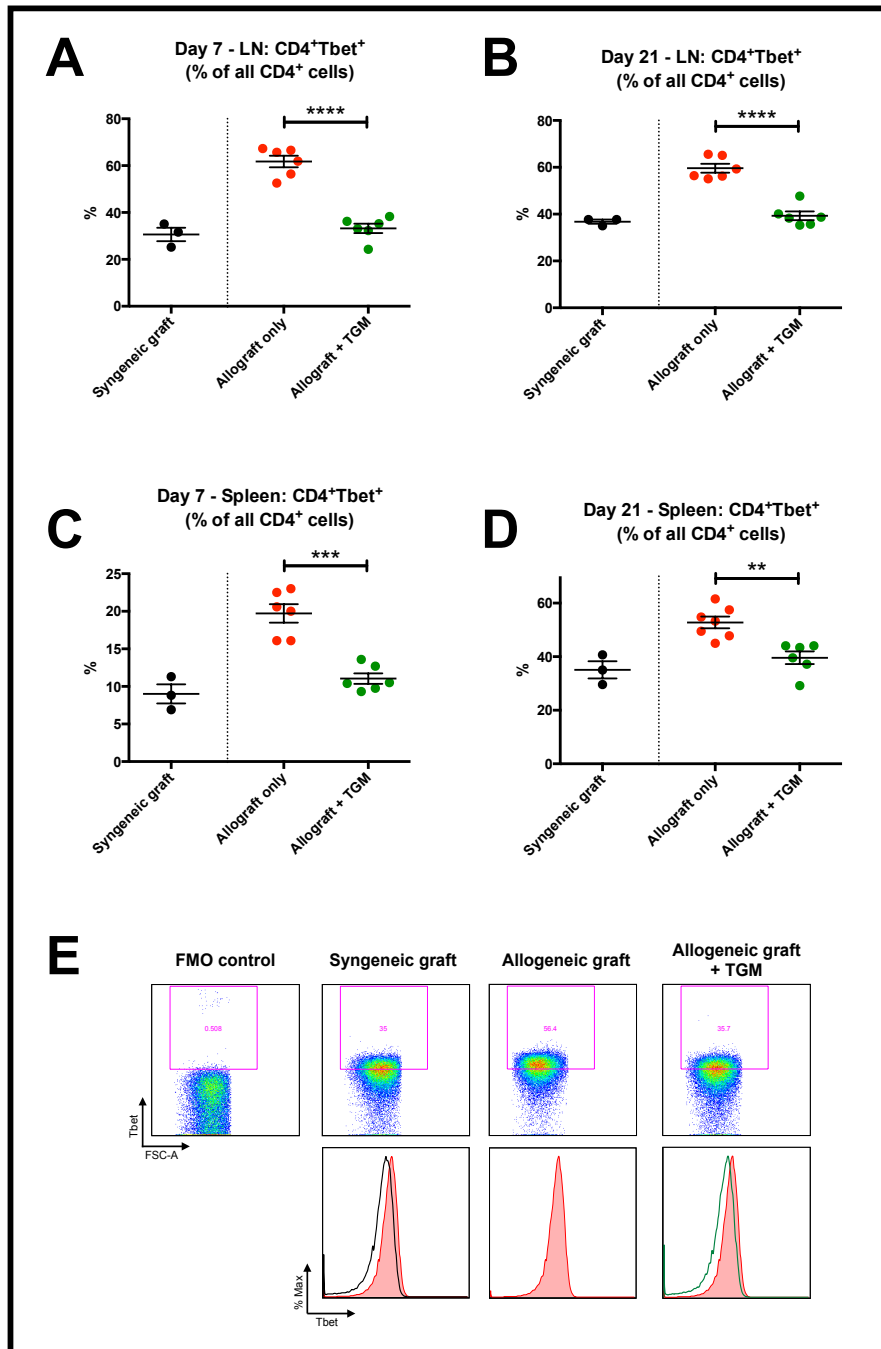 A
Day 7 - LN: CD4+Tbet+
(% of all CD4+ cells)
****
80
60
40
20
0
%
Syngeneic graft
Allograft only
Allograft + TGM
B
Day 21 - LN: CD4+Tbet+
(% of all CD4+ cells)
****
80
60
40
20
0
%
Syngeneic graft
Allograft only
Allograft + TGM
C
Day 7 - Spleen: CD4+Tbet+
(% of all CD4+ cells)
***
25
20
15
10
5
0
%
Syngeneic graft
Allograft only
Allograft + TGM
D
Day 21 - Spleen: CD4+Tbet+
(% of all CD4+ cells)
**
60
40
20
0
%
Syngeneic graft
Allograft only
Allograft + TGM
E
FMO control
Syngeneic graft
Allogeneic graft
Allogeneic graft
+ TGM
0.508
35
56.4
35.7
Tbet
FSC-A
% Max
Tbet